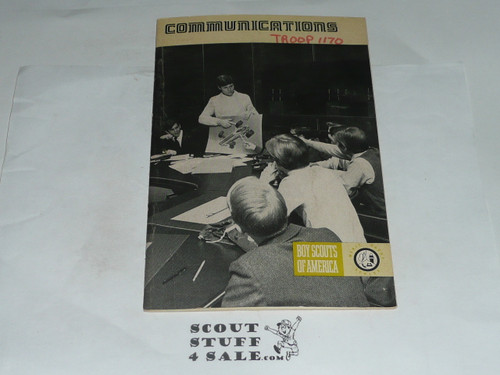 COMMUNICATIONS
TROOP 1170
BOY SCOUTS
OF AMERICA
SCOUT
STUFF
4 SALE.COM